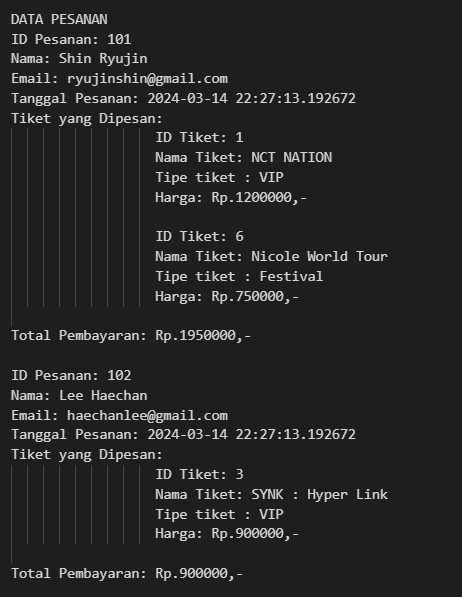 DATA PESANAN
ID Pesanan: 101
Nama: Shin Ryujin
Email: ryujinshin@gmail.com
Tanggal Pesanan: 2024-03-14 22:27:13.192672
Tiket yang Dipesan:
ID Tiket: 1
Nama Tiket: NCT NATION
Tipe tiket : VIP
Harga: Rp.1200000,-
ID Tiket: 6
Nama Tiket: Nicole World Tour
Tipe tiket : Festival
Harga: Rp.750000,-
Total Pembayaran: Rp.1950000,-
ID Pesanan: 102
Nama: Lee Haechan
Email: haechanlee@gmail.com
Tanggal Pesanan: 2024-03-14 22:27:13.192672
Tiket yang Dipesan:
ID Tiket: 3
Nama Tiket: SYNK : Hyper Link
Tipe tiket : VIP
Harga: Rp.900000,-
Total Pembayaran: Rp.900000,-